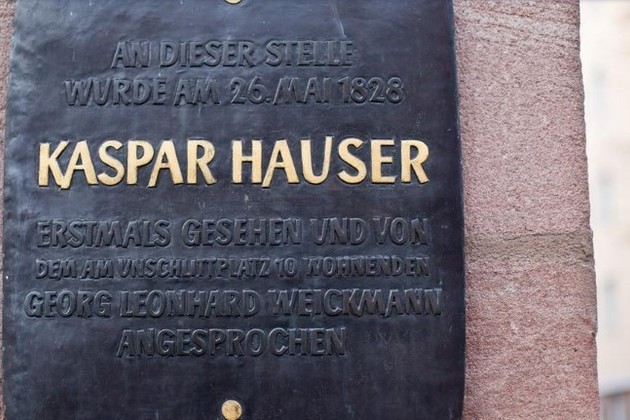 AN DIESER STELLE
WURDE AM 26. MAI 1828
KASPAR HAUSER
ERSTMALS GESEHEN UND VON
DEM AM UNSCHLITTPLATZ 10 WOHNENDEN
GEORG LEONHARD WEICKMANN
ANGESPROCHEN